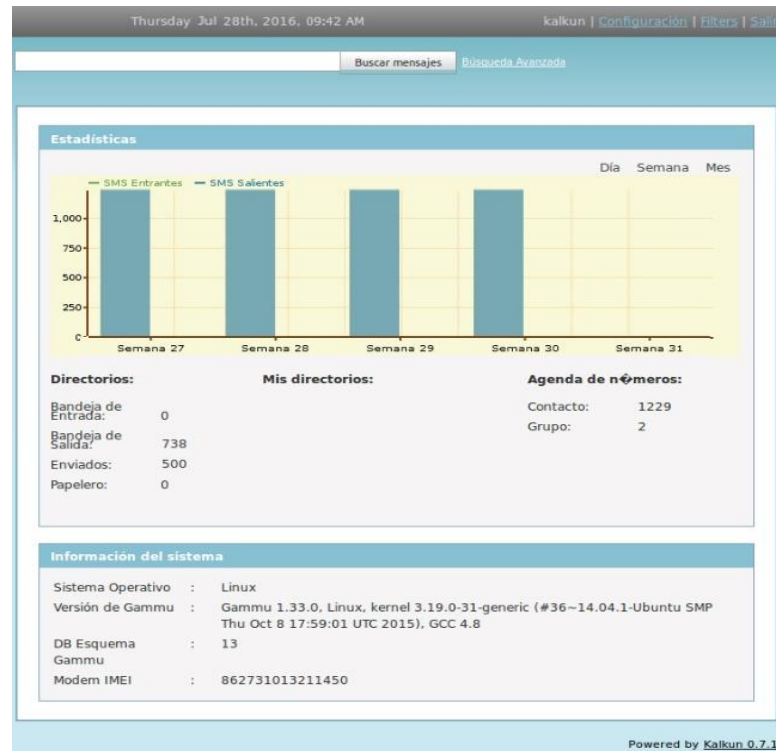 Thursday Jul 28th, 2016, 09:42 AM
kalkun | Configuración | Filters |
Buscar mensajes
Búsqueda Avanzada
Estadísticas
Día Semana Mes
SMS Entrantes SMS Salientes
1,000
750
500
250
0
Semana 27 Semana 28 Semana 29 Semana 30 Semana 31
Directorios:
Bandeja de
Entrada: 0
Bandeja de
Salida: 738
Enviados: 500
Papelero: 0
Mis directorios:
Agenda de n�meros:
Contacto: 1229
Grupo: 2
Información del sistema
Sistema Operativo : Linux
Versión de Gammu : Gammu 1.33.0, Linux, kernel 3.19.0-31-generic (#36~14.04.1-Ubuntu SMP
Thu Oct 8 17:59:01 UTC 2015), GCC 4.8
DB Esquema
Gammu : 13
Modem IMEI : 862731013211450
Powered by Kalkun 0.7.1